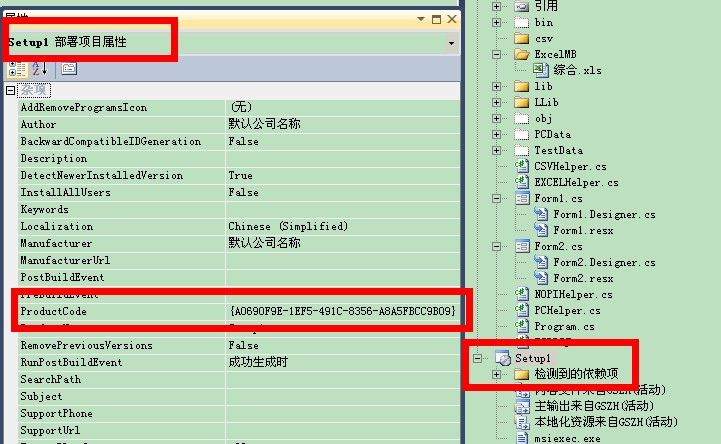 属性
Setup1 部署项目属性
杂项
AddRemoveProgramsIcon (无)
Author 默认公司名称
BackwardCompatibleIDGeneration False
Description
DetectNewerInstalledVersion True
InstallAllUsers False
Keywords
Localization Chinese (Simplified)
Manufacturer 默认公司名称
ManufacturerUrl
PostBuildEvent
PreBuildEvent
ProductCode {A0690F9E-1EF5-491C-8356-A8A5FBCC9B09}
RemovePreviousVersions False
RunPostBuildEvent 成功生成时
SearchPath
Subject
SupportPhone
SupportUrl
引用
bin
csv
ExcelMB
综合.xls
lib
LLib
obj
PCData
TestData
CSVHelper.cs
EXCELHelper.cs
Form1.cs
Form1.Designer.cs
Form1.resx
Form2.cs
Form2.Designer.cs
Form2.resx
NOPIHelper.cs
PCHelper.cs
Program.cs
Setup1
检测到的依赖项
内容文件来自GSZH(活动)
主输出来自GSZH(活动)
本地化资源来自GSZH(活动)
msiexec.exe